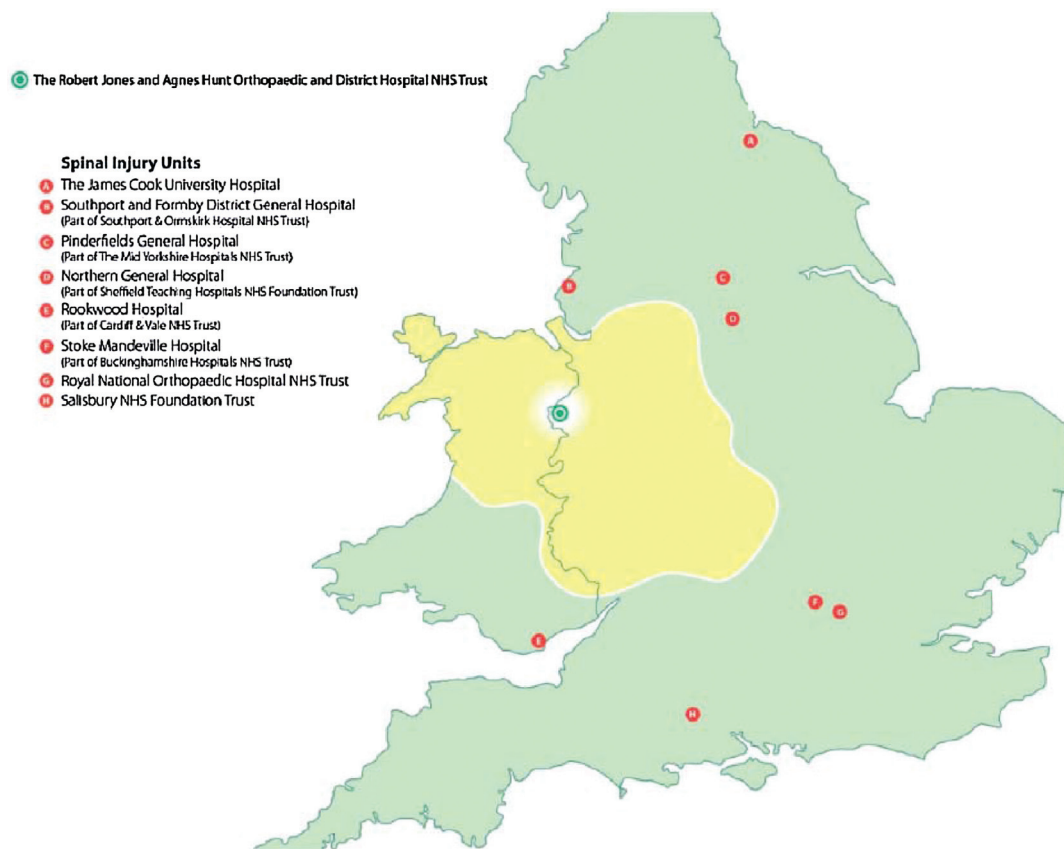 The Robert Jones and Agnes Hunt Orthopaedic and District Hospital NHS Trust
Spinal Injury Units
A The James Cook University Hospital
B Southport and Formby District General Hospital
(Part of Southport & Ormskirk Hospital NHS Trust)
C Pinderfields General Hospital
(Part of The Mid Yorkshire Hospitals NHS Trust)
D Northern General Hospital
(Part of Sheffield Teaching Hospitals NHS Foundation Trust)
E Rookwood Hospital
(Part of Cardiff & Vale NHS Trust)
F Stoke Mandeville Hospital
(Part of Buckinghamshire Hospitals NHS Trust)
G Royal National Orthopaedic Hospital NHS Trust
H Salisbury NHS Foundation Trust
A
B
C
D
E
F
G
H